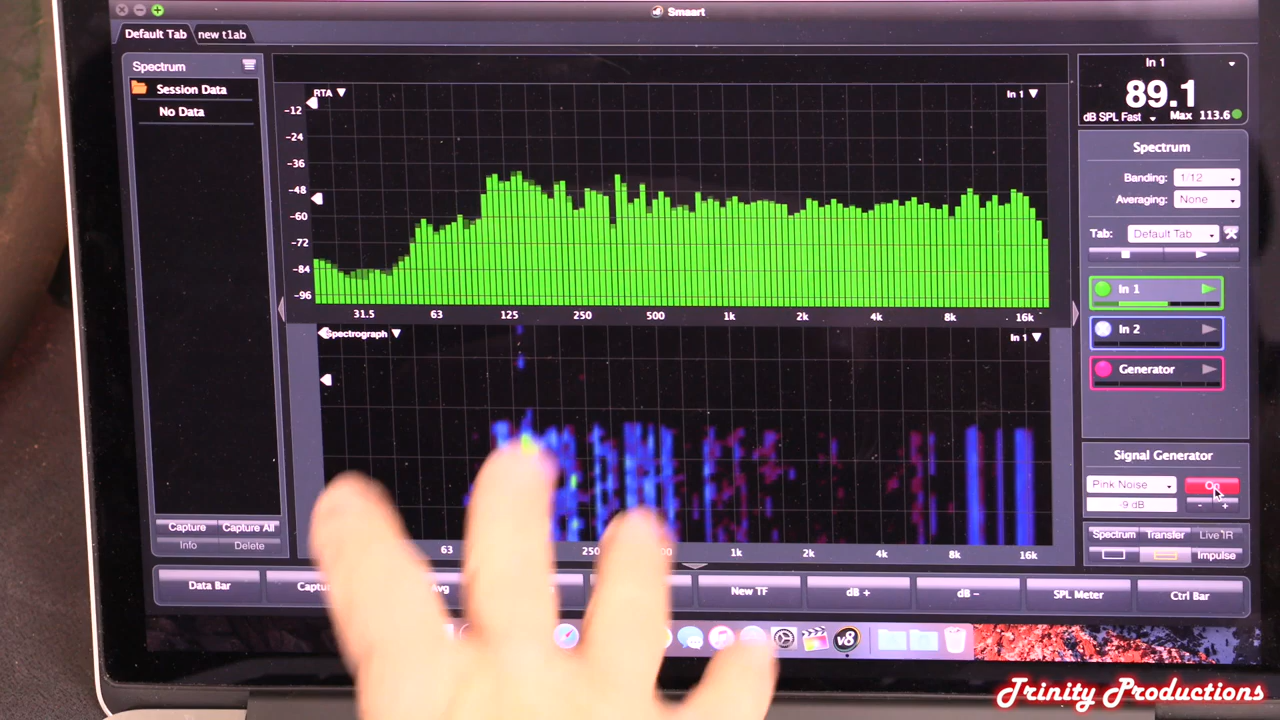 Smaart
Default Tab
new t1ab
Spectrum
Session Data
No Data
Capture
Capture All
Info
Delete
RTA
In 1
-12
-24
-36
-48
-60
-72
-84
-96
31.5 63 125 250 500 1k 2k 4k 8k 16k
Spectrograph
In 1
63 250 1k 2k 4k 8k 16k
In 1
89.1
dB SPL Fast Max 113.6
Spectrum
Banding: 1/12
Averaging: None
Tab: Default Tab
In 1
In 2
Generator
Signal Generator
Pink Noise On
-9 dB - +
Spectrum Transfer Live IR
Impulse
Data Bar
New TF
dB +
dB -
SPL Meter
Ctrl Bar
v8
Trinity Productions